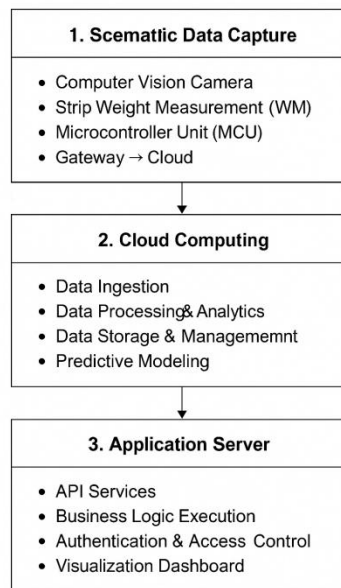 1. Scemattic Data Capture
• Computer Vision Camera
• Strip Weight Measurement (WM)
• Microcontroller Unit (MCU)
• Gateway → Cloud
2. Cloud Computing
• Data Ingestion
• Data Processing& Analytics
• Data Storage & Managememnt
• Predictive Modeling
3. Application Server
• API Services
• Business Logic Execution
• Authentication & Access Control
• Visualization Dashboard